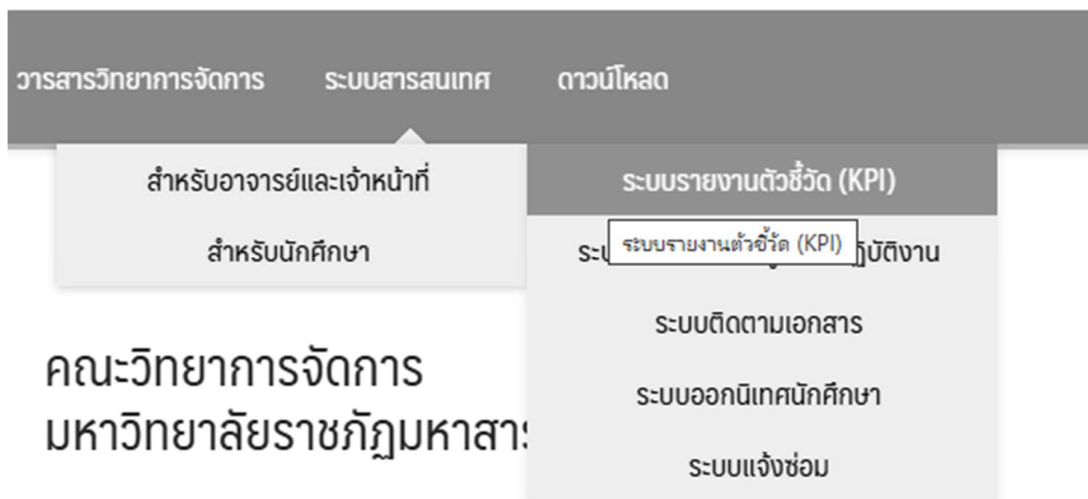 วารสารวิทยาการจัดการ ระบบสารสนเทศ ดาวน์โหลด
สำหรับอาจารย์และเจ้าหน้าที่ ระบบรายงานตัวชี้วัด (KPI)
ระบบรายงานตัวชี้วัด (KPI)
สำหรับนักศึกษา
ระบบติดตามเอกสาร
คณะวิทยาการจัดการ
ระบบออกนิเทศนักศึกษา
มหาวิทยาลัยราชภัฏมหาสาร
ระบบแจ้งซ่อม